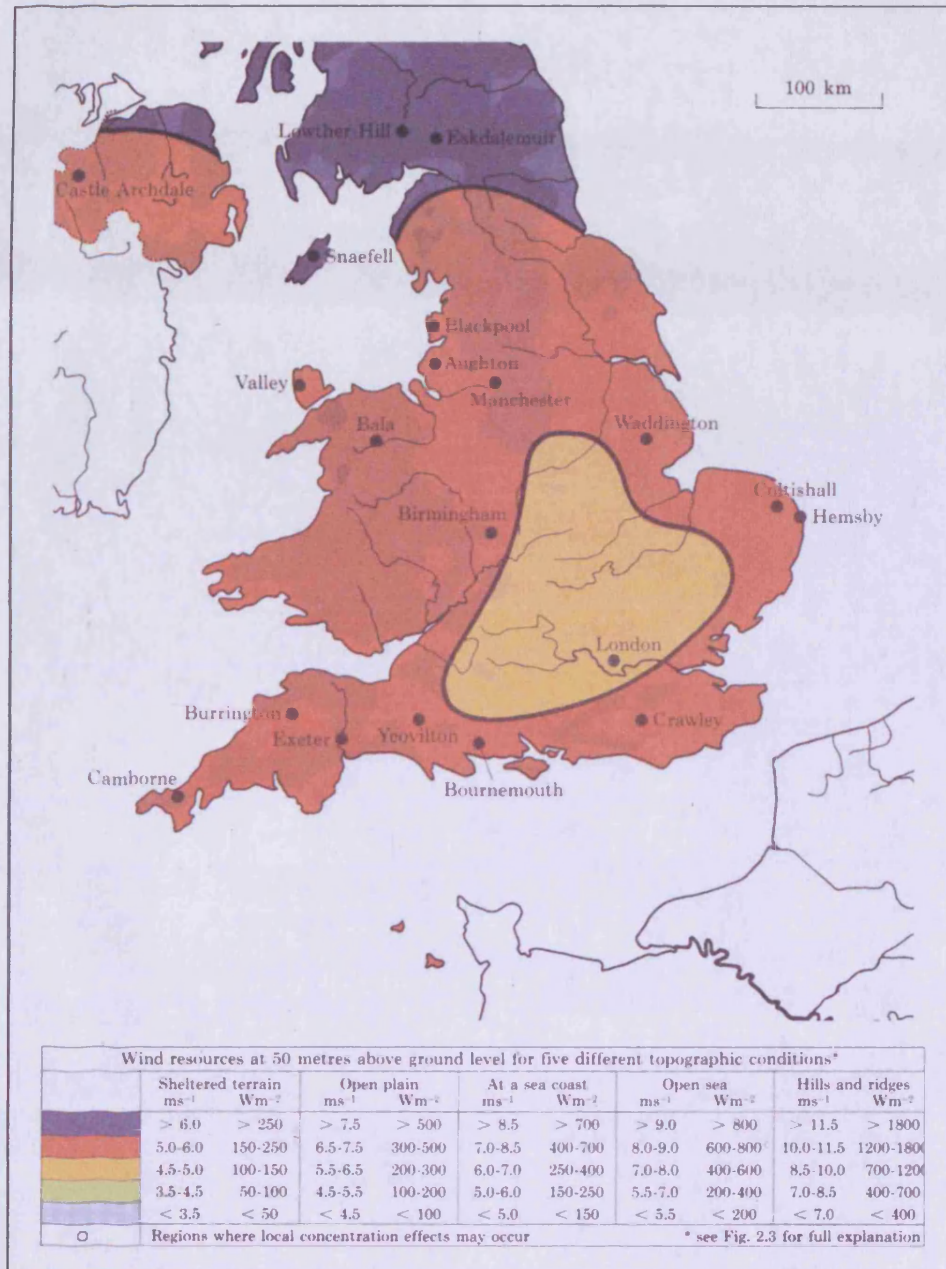 100 km
Lowther Hill
Eskdalemuir
Castle Archdale
Snaefell
Blackpool
Aughton
Valley
Manchester
Bala
Waddington
Coltishall
Birmingham
Hemsby
London
Burrington
Crawley
Exeter
Yeovilton
Camborne
Bournemouth
Wind resources at 50 metres above ground level for five different topographic conditions*
Sheltered terrain Open plain At a sea coast Open sea Hills and ridges
ms⁻¹ Wm⁻² ms⁻¹ Wm⁻² ms⁻¹ Wm⁻² ms⁻¹ Wm⁻² ms⁻¹ Wm⁻²
> 6.0 > 250 > 7.5 > 500 > 8.5 > 700 > 9.0 > 800 > 11.5 > 1800
5.0-6.0 150-250 6.5-7.5 300-500 7.0-8.5 400-700 8.0-9.0 600-800 10.0-11.5 1200-1800
4.5-5.0 100-150 5.5-6.5 200-300 6.0-7.0 250-400 7.0-8.0 400-600 8.5-10.0 700-1200
3.5-4.5 50-100 4.5-5.5 100-200 5.0-6.0 150-250 5.5-7.0 200-400 7.0-8.5 400-700
< 3.5 < 50 < 4.5 < 100 < 5.0 < 150 < 5.5 < 200 < 7.0 < 400
Regions where local concentration effects may occur * see Fig. 2.3 for full explanation